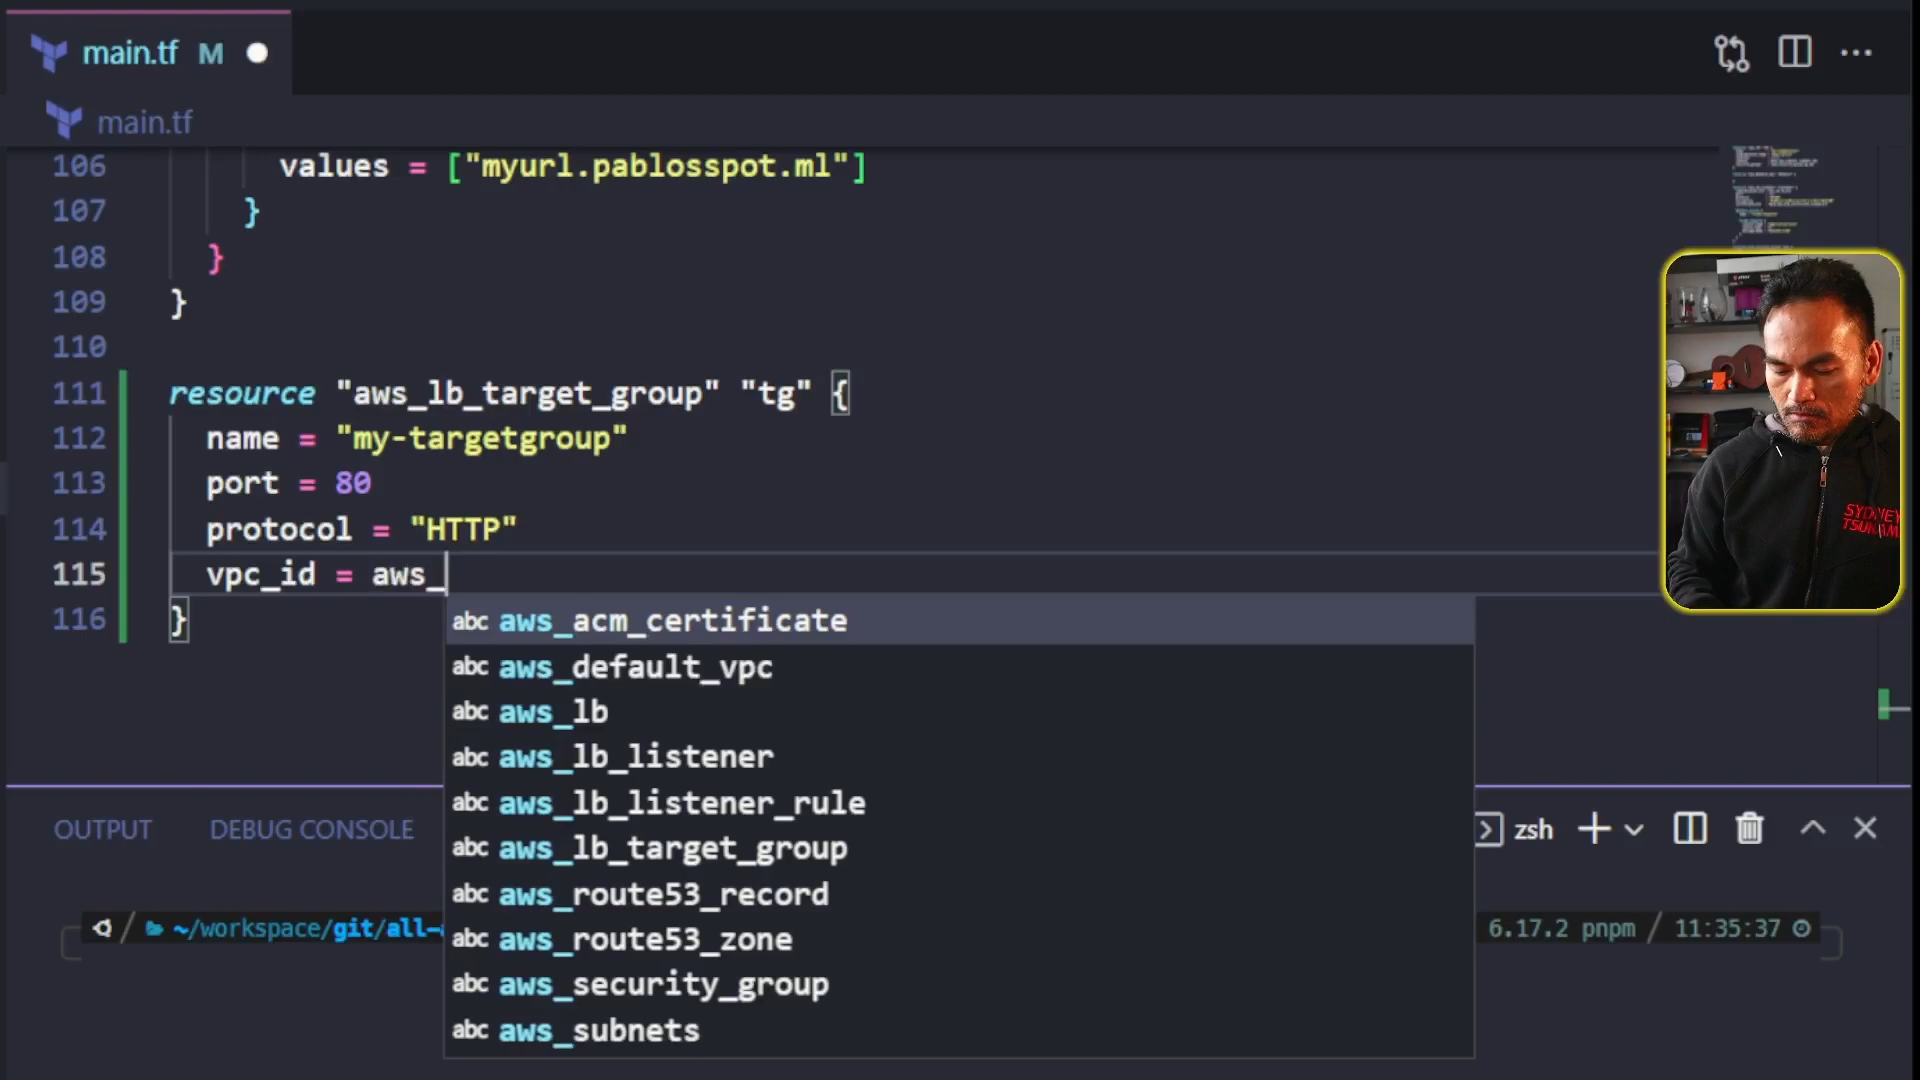 main.tf M
main.tf
106 values = ["myurl.pablosspot.ml"]
107 }
108 }
109 }
110
111 resource "aws_lb_target_group" "tg" {
112 name = "my-targetgroup"
113 port = 80
114 protocol = "HTTP"
115 vpc_id = aws_
116 }
abc aws_acm_certificate
abc aws_default_vpc
abc aws_lb
abc aws_lb_listener
abc aws_lb_listener_rule
abc aws_lb_target_group
abc aws_route53_record
abc aws_route53_zone
abc aws_security_group
abc aws_subnets
SYDNEY
OUTPUT DEBUG CONSOLE zsh
~/workspace/git/all- 6.17.2 pnpm / 11:35:37